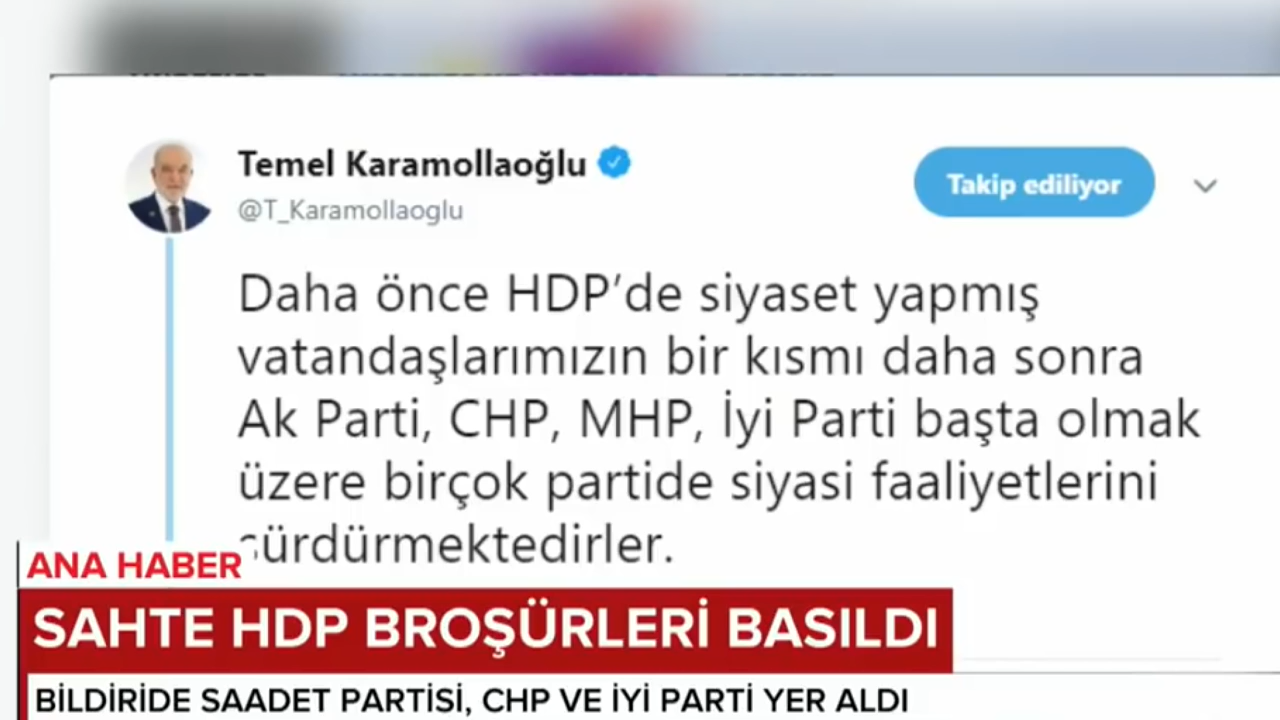 Temel Karamollaoğlu
@T_Karamollaoglu
Takip ediliyor
Daha önce HDP'de siyaset yapmış
vatandaşlarımızın bir kısmı daha sonra
Ak Parti, CHP, MHP, İyi Parti başta olmak
üzere birçok partide siyasi faaliyetlerini
sürdürmektedirler.
ANA HABER
SAHTE HDP BROŞÜRLERİ BASILDI
BİLDİRİDE SAADET PARTİSİ, CHP VE İYİ PARTİ YER ALDI